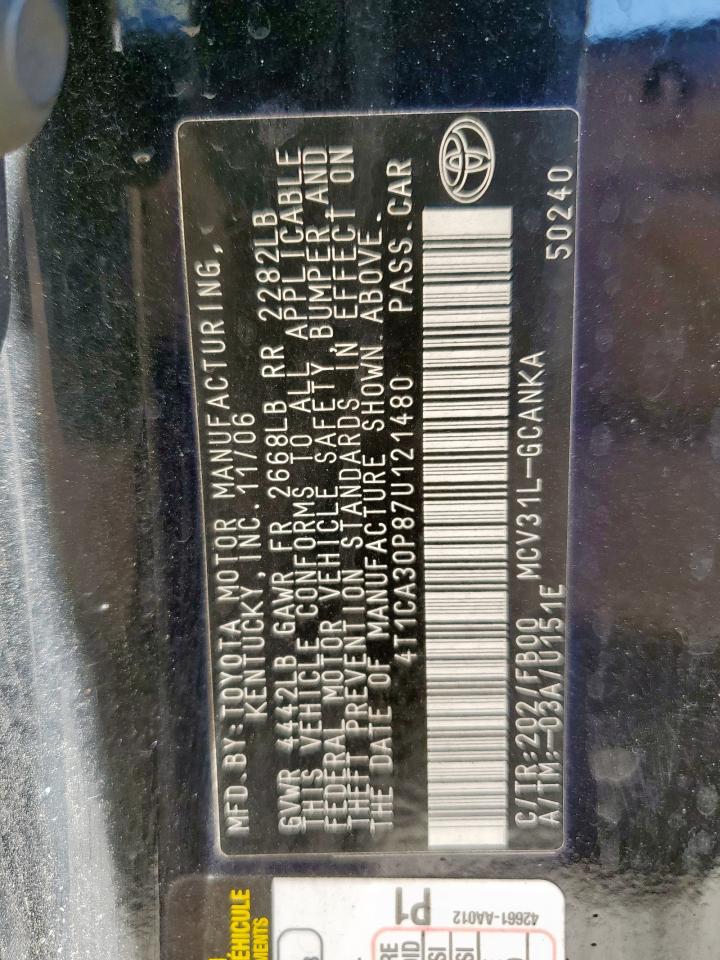 MFD.BY:TOYOTA MOTOR MANUFACTURING,
KENTUCKY,INC. 11/06
GVWR 4442LB GAWR FR 2668LB RR 2282LB
THIS VEHICLE CONFORMS TO ALL APPLICABLE
FEDERAL MOTOR VEHICLE SAFETY, BUMPER, AND
THEFT PREVENTION STANDARDS IN EFFECT ON
THE DATE OF MANUFACTURE SHOWN ABOVE.
4T1CA30P87U121480 PASS.CAR
C/TR:202/FB00 MCV31L-GCANKA 50240
A/TM:-03A/U151E
VÉHICULE
P1
42661-AA012